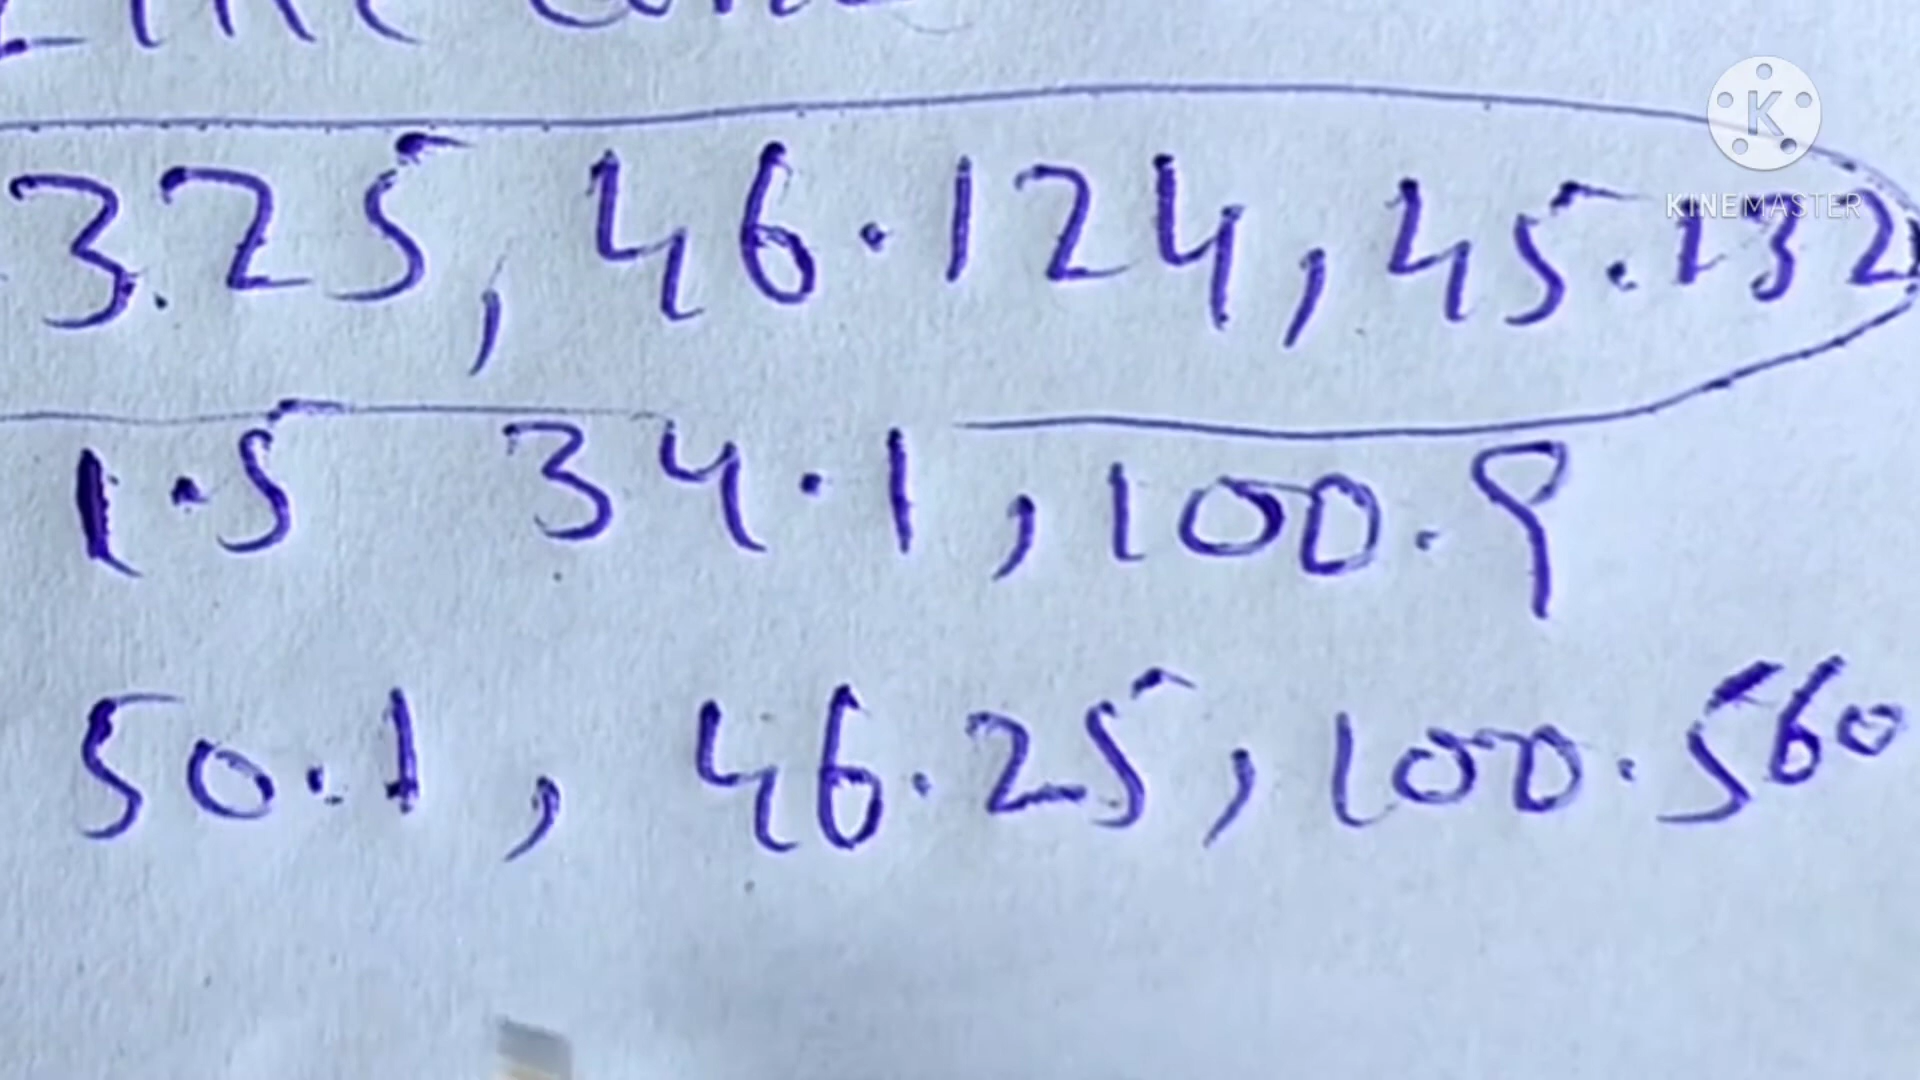 3.25, 46.124, 45.132
1.5 34.1, 100.9
50.1, 46.25, 100.560
K
KINEMASTER